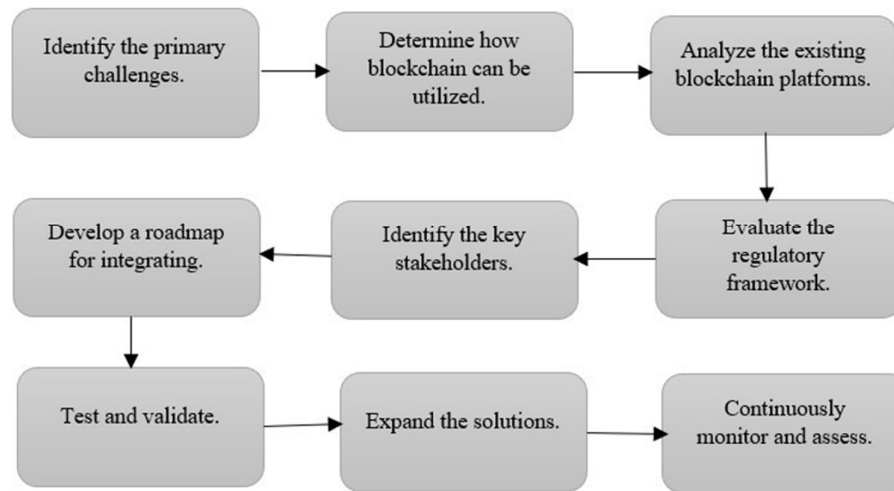 Identify the primary
challenges.
Determine how
blockchain can be
utilized.
Analyze the existing
blockchain platforms.
Evaluate the
regulatory
framework.
Identify the key
stakeholders.
Develop a roadmap
for integrating.
Test and validate.
Expand the solutions.
Continuously
monitor and assess.